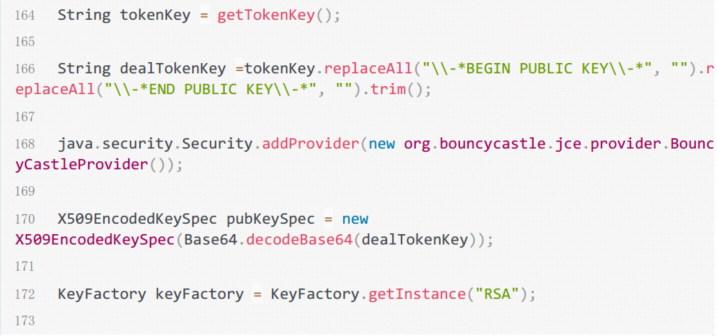 164 String tokenKey = getTokenKey();
165
166 String dealTokenKey =tokenKey.replaceAll("\\-*BEGIN PUBLIC KEY\\-*", "").r
eplaceAll("\\-*END PUBLIC KEY\\-*", "").trim();
167
168 java.security.Security.addProvider(new org.bouncycastle.jce.provider.Bounc
yCastleProvider());
169
170 X509EncodedKeySpec pubKeySpec = new
X509EncodedKeySpec(Base64.decodeBase64(dealTokenKey));
171
172 KeyFactory keyFactory = KeyFactory.getInstance("RSA");
173